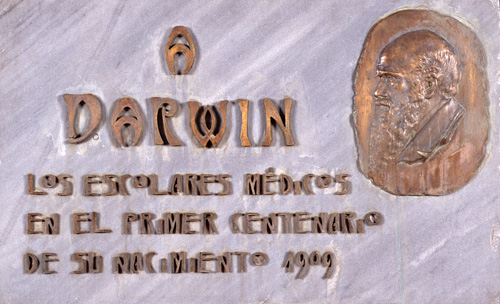 A
DARWIN
LOS ESCOLARES MÉDICOS
EN EL PRIMER CENTENARIO
DE SU NACIMIENTO 1909